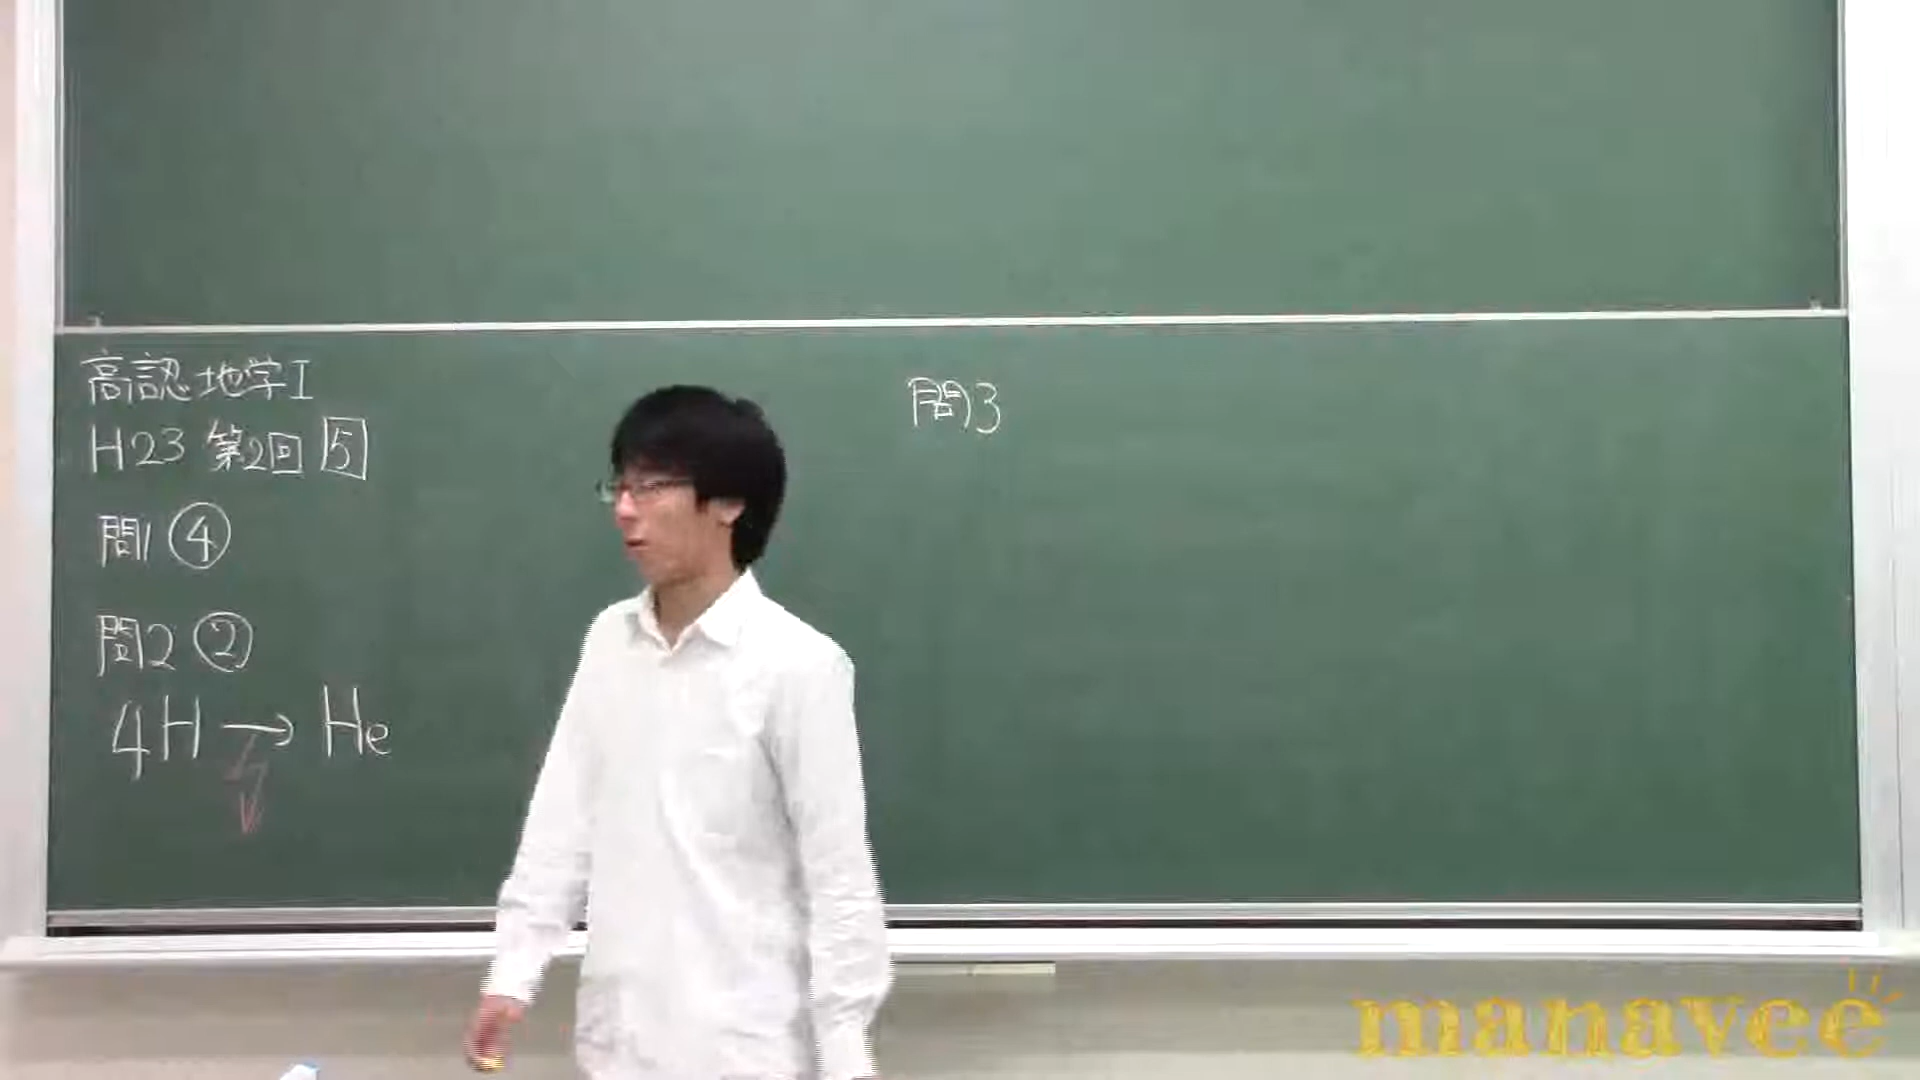 高認 地学I
H23 第2回 5
問1 ④
問2 ②
4H → He
問3
manavee